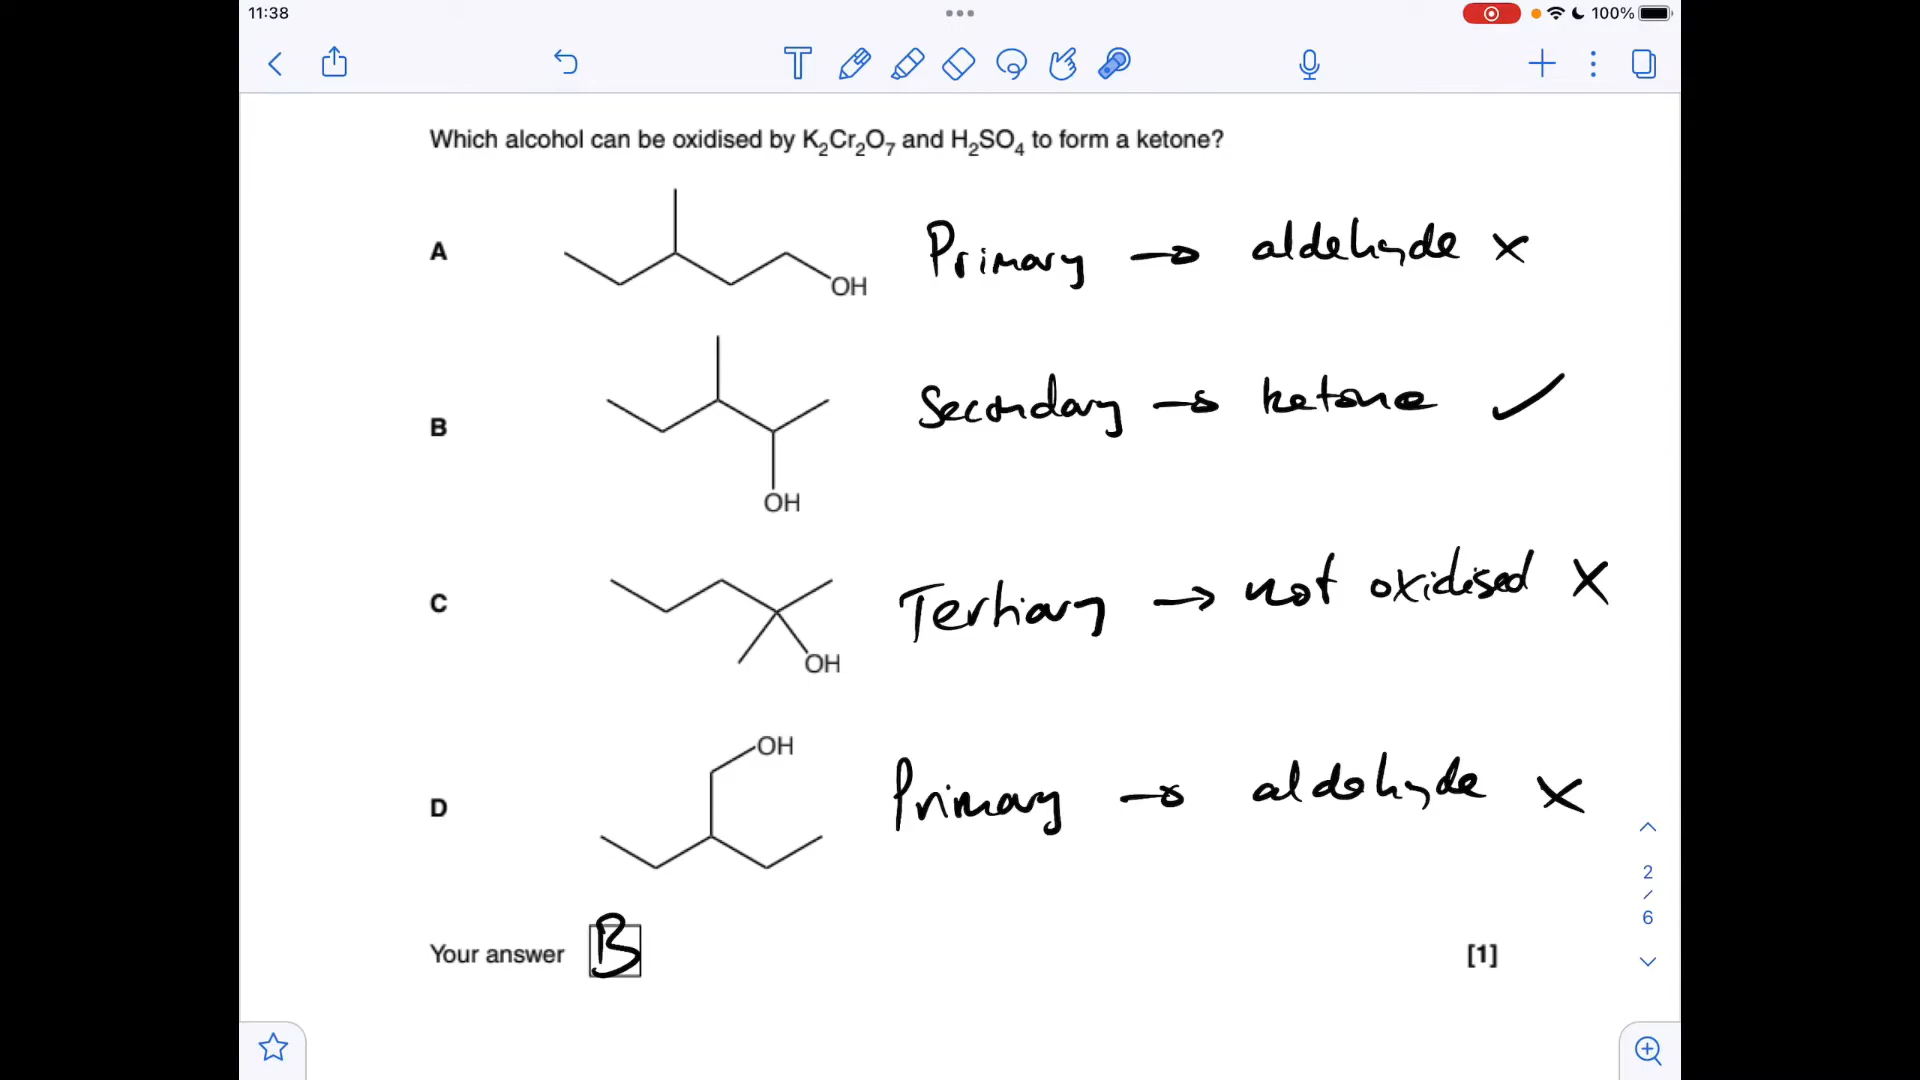 11:38
100%
Which alcohol can be oxidised by K₂Cr₂O₇ and H₂SO₄ to form a ketone?
A
OH
Primary → aldehyde ×
B
OH
Secondary → ketone ✓
C
OH
Tertiary → not oxidised ×
D
OH
Primary → aldehyde ×
2
/
6
Your answer B
[1]